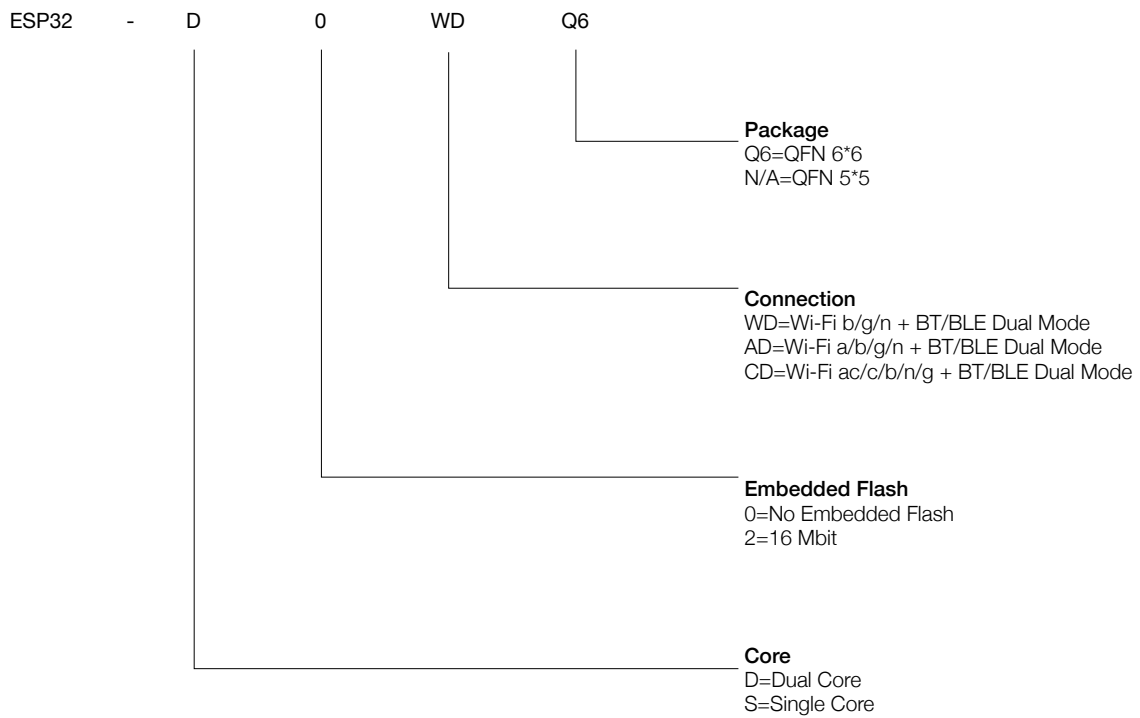 ESP32 - D 0 WD Q6
Package
Q6=QFN 6*6
N/A=QFN 5*5
Connection
WD=Wi-Fi b/g/n + BT/BLE Dual Mode
AD=Wi-Fi a/b/g/n + BT/BLE Dual Mode
CD=Wi-Fi ac/c/b/n/g + BT/BLE Dual Mode
Embedded Flash
0=No Embedded Flash
2=16 Mbit
Core
D=Dual Core
S=Single Core